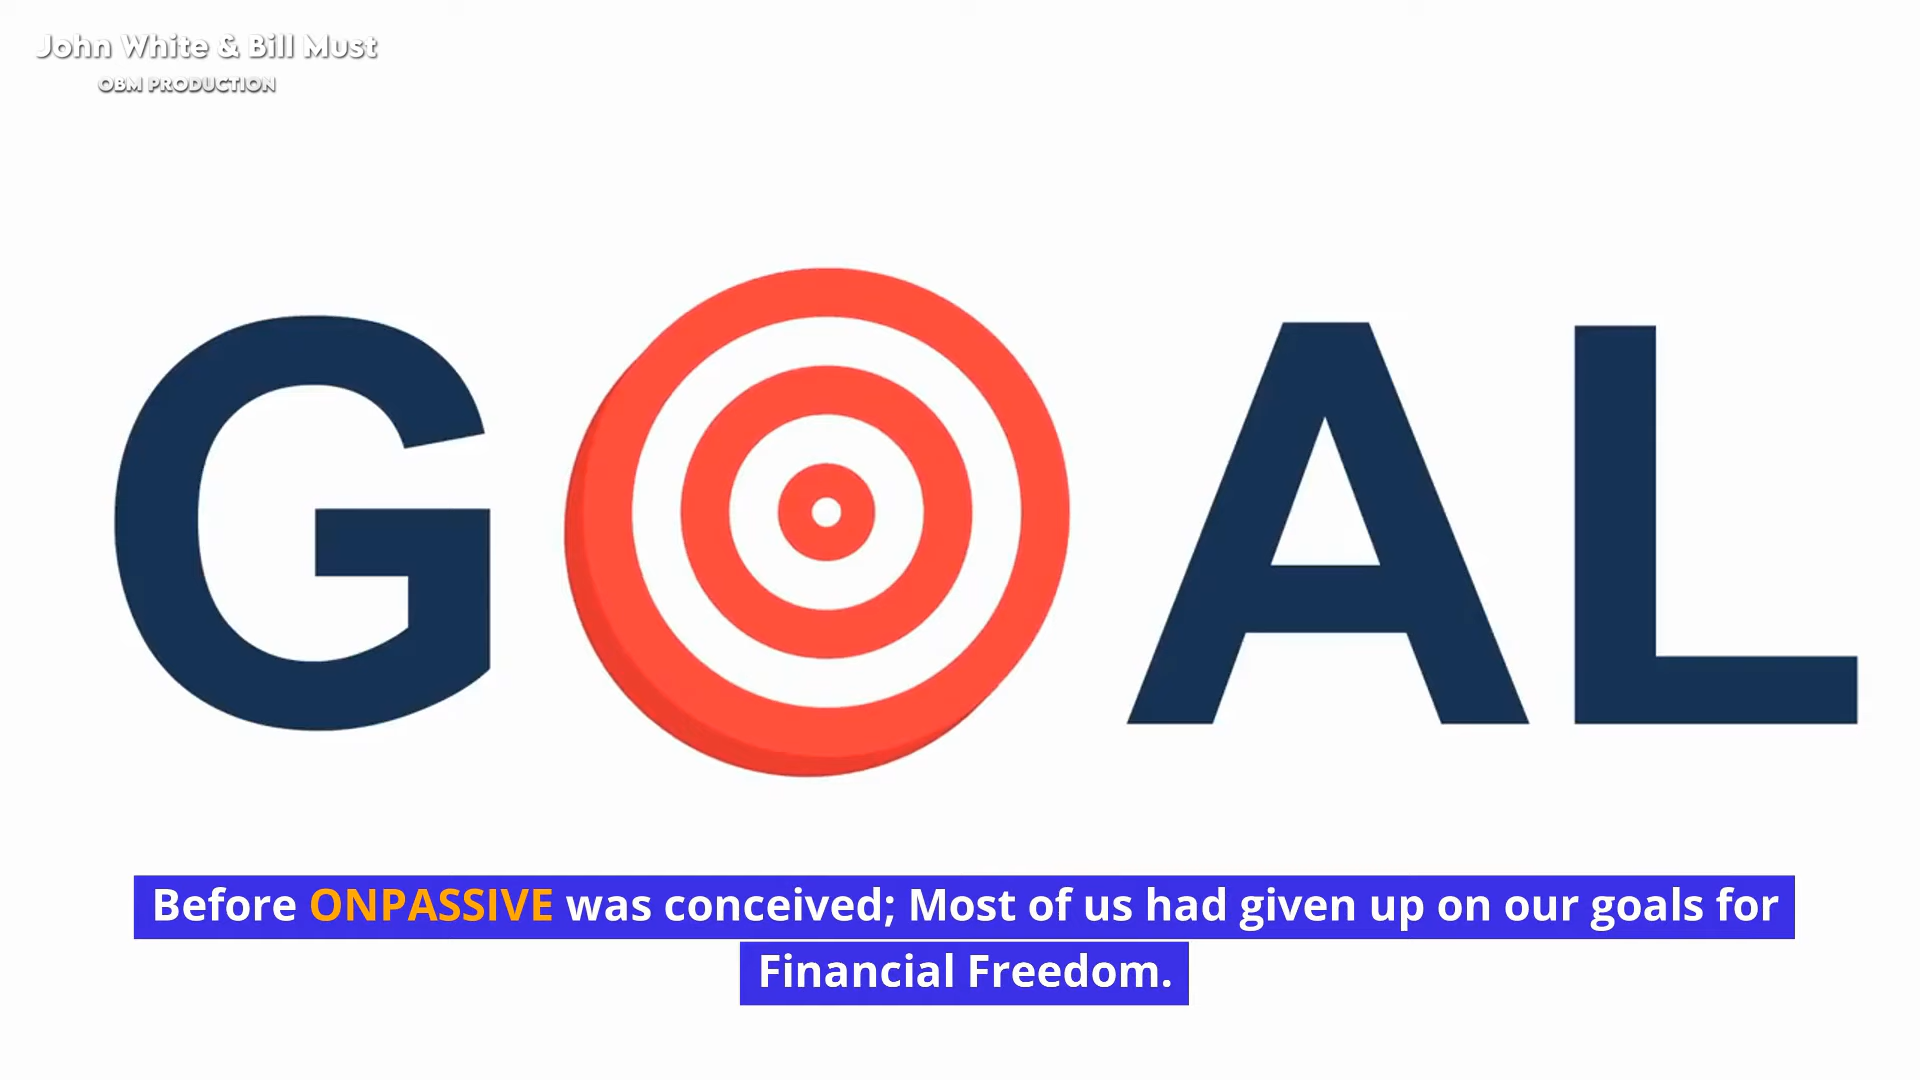 John White & Bill Must
OBM PRODUCTION
GOAL
Before ONPASSIVE was conceived; Most of us had given up on our goals for
Financial Freedom.